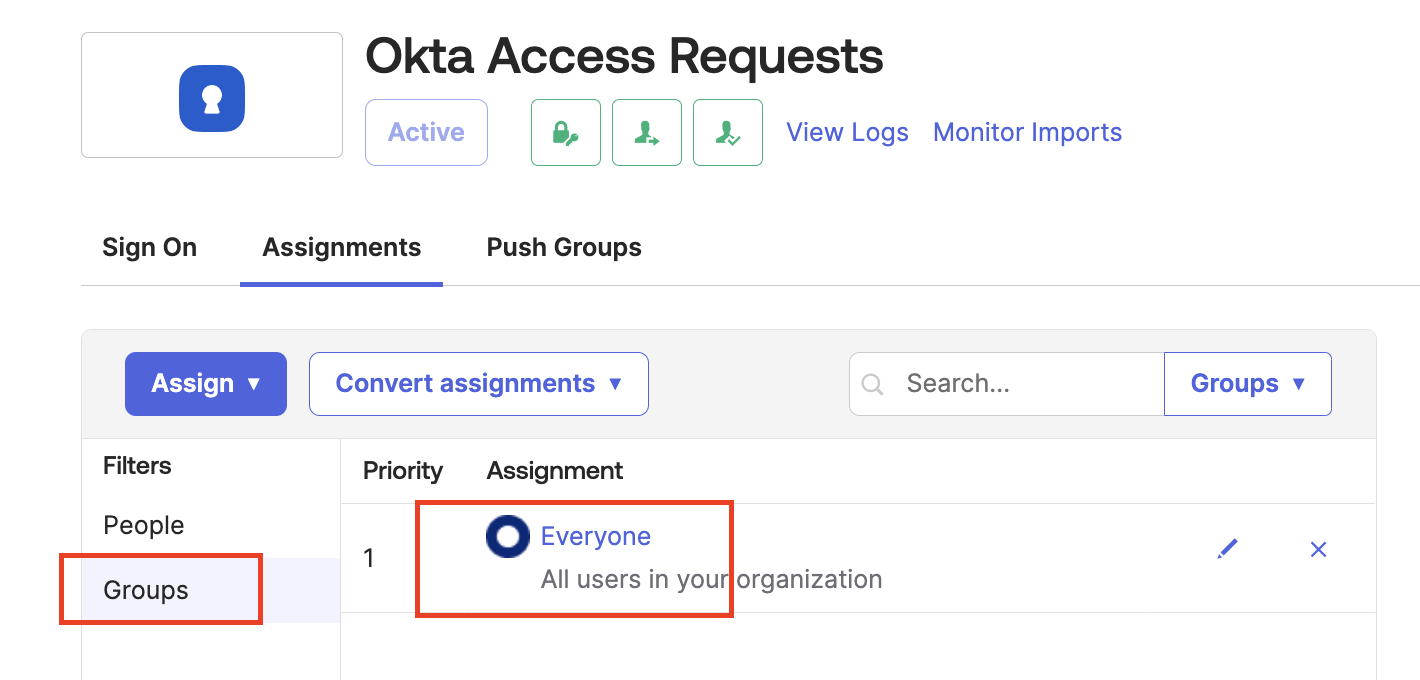 Okta Access Requests
Active
View Logs
Monitor Imports
Sign On
Assignments
Push Groups
Assign ▼
Convert assignments ▼
Search...
Groups ▼
Filters
People
Groups
Priority
Assignment
1
Everyone
All users in your organization